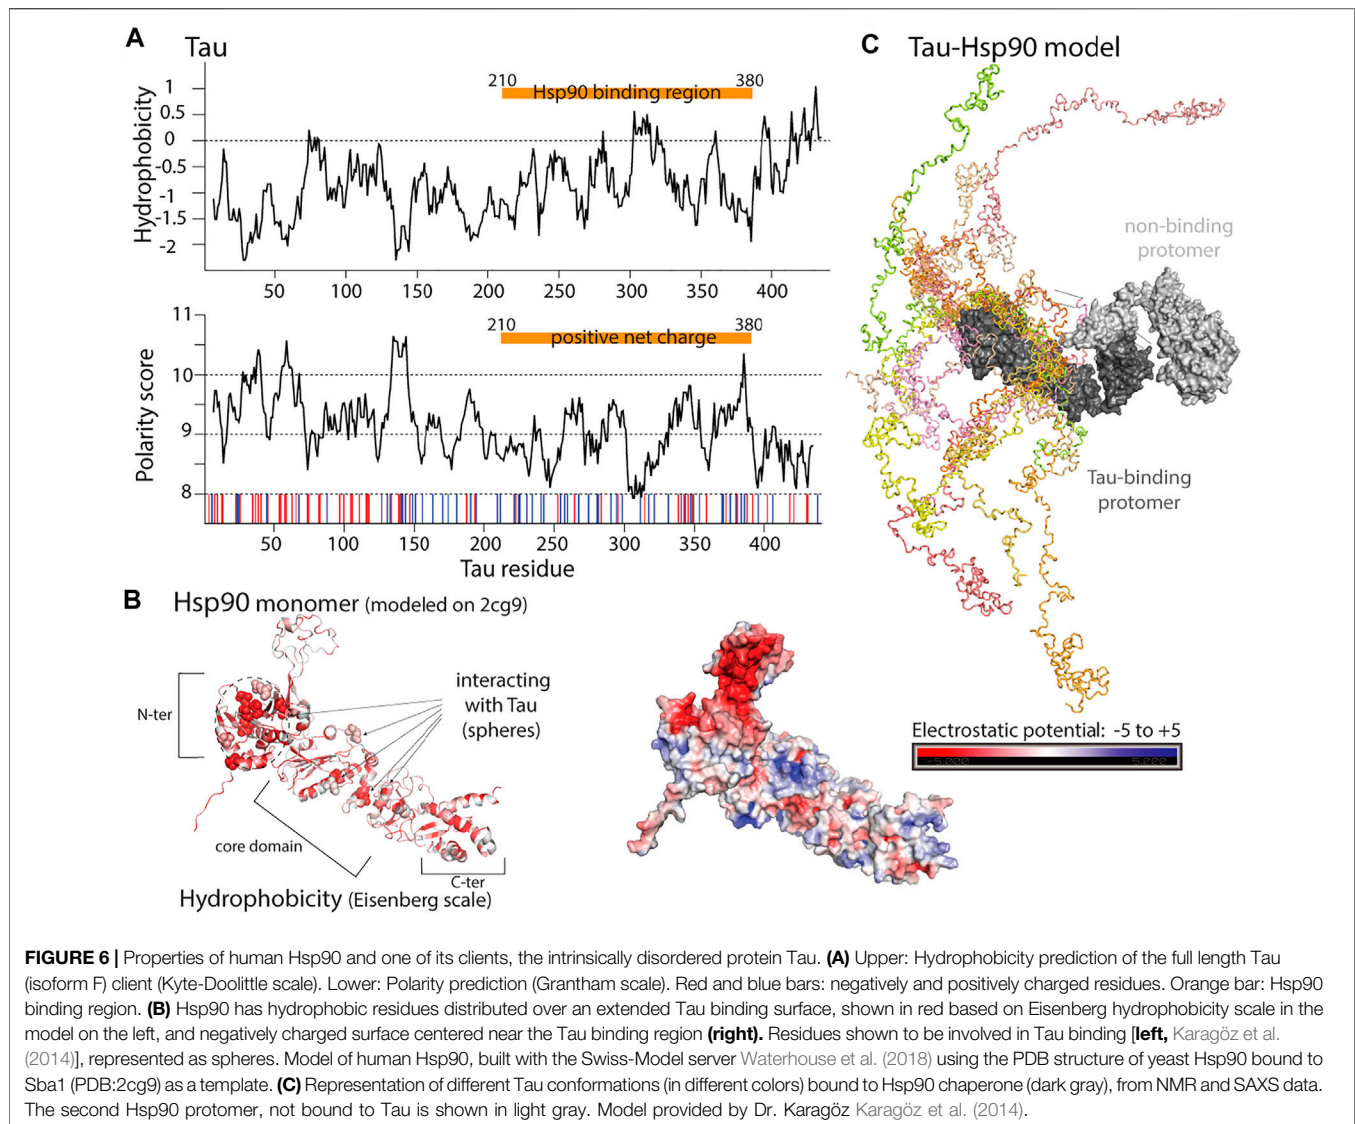 A
Tau
Hydrophobicity
1
0.5
0
-0.5
-1
-1.5
-2
210
380
Hsp90 binding region
50 100 150 200 250 300 350 400
Polarity score
11
10
9
8
210
380
positive net charge
50 100 150 200 250 300 350 400
Tau residue
B
Hsp90 monomer (modeled on 2cg9)
N-ter
interacting
with Tau
(spheres)
core domain
C-ter
Hydrophobicity (Eisenberg scale)
C
Tau-Hsp90 model
non-binding
protomer
Tau-binding
protomer
Electrostatic potential: -5 to +5
-5.000 5.000
FIGURE 6 | Properties of human Hsp90 and one of its clients, the intrinsically disordered protein Tau. (A) Upper: Hydrophobicity prediction of the full length Tau
(isoform F) client (Kyte-Doolittle scale). Lower: Polarity prediction (Grantham scale). Red and blue bars: negatively and positively charged residues. Orange bar: Hsp90
binding region. (B) Hsp90 has hydrophobic residues distributed over an extended Tau binding surface, shown in red based on Eisenberg hydrophobicity scale in the
model on the left, and negatively charged surface centered near the Tau binding region (right). Residues shown to be involved in Tau binding [left, Karagöz et al.
(2014)], represented as spheres. Model of human Hsp90, built with the Swiss-Model server Waterhouse et al. (2018) using the PDB structure of yeast Hsp90 bound to
Sba1 (PDB:2cg9) as a template. (C) Representation of different Tau conformations (in different colors) bound to Hsp90 chaperone (dark gray), from NMR and SAXS data.
The second Hsp90 protomer, not bound to Tau is shown in light gray. Model provided by Dr. Karagöz Karagöz et al. (2014).